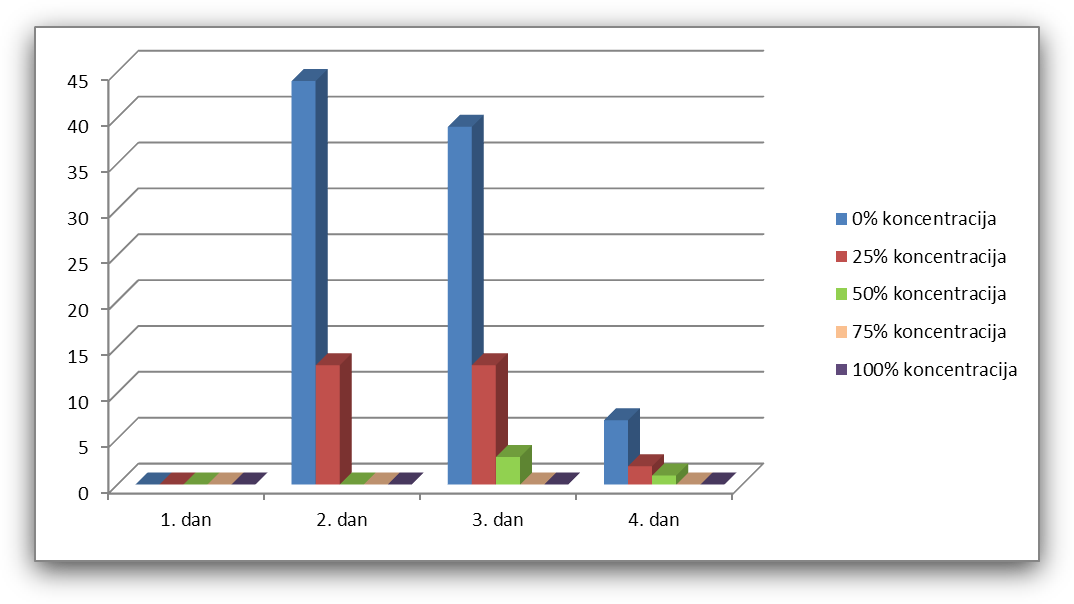 45
40
35
30
25
20
15
10
5
0
1. dan
2. dan
3. dan
4. dan
0% koncentracija
25% koncentracija
50% koncentracija
75% koncentracija
100% koncentracija